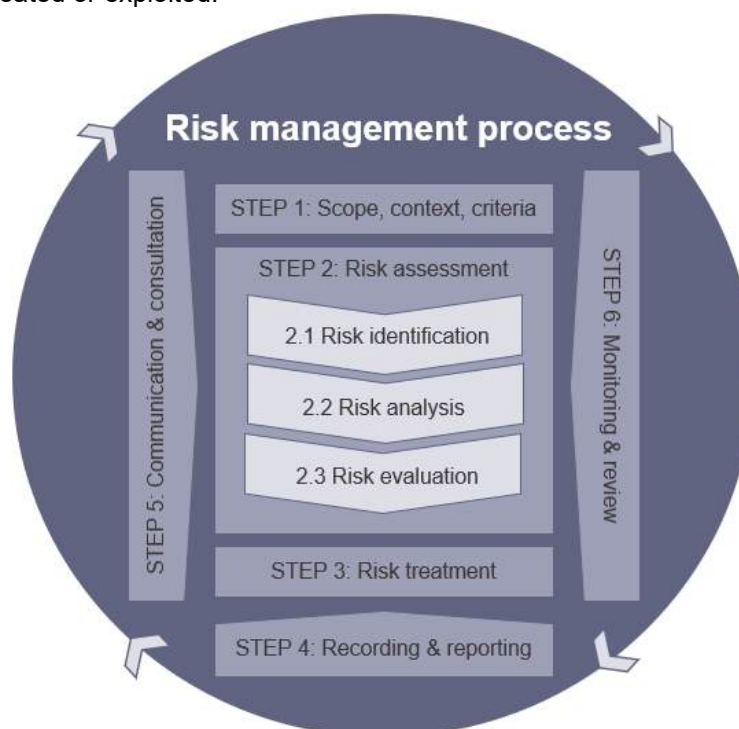 Risk management process
STEP 1: Scope, context, criteria
STEP 2: Risk assessment
2.1 Risk identification
2.2 Risk analysis
2.3 Risk evaluation
STEP 3: Risk treatment
STEP 4: Recording & reporting
STEP 5: Communication & consultation
STEP 6: Monitoring & review